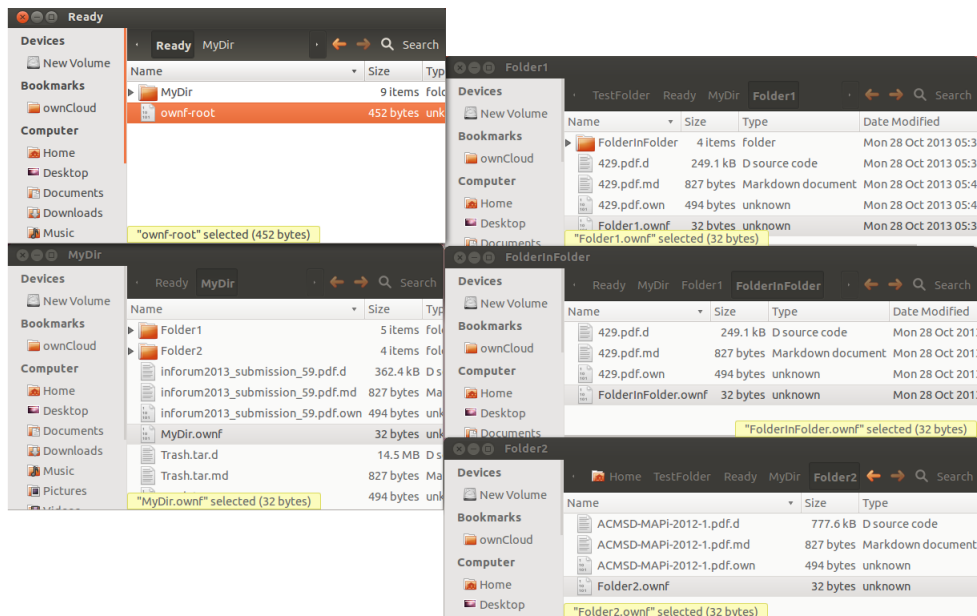 Ready
Devices
New Volume
Bookmarks
ownCloud
Computer
Home
Desktop
Documents
Downloads
Music
Ready MyDir Search
Name Size Typ
MyDir 9 items fold
ownf-root 452 bytes unk
"ownf-root" selected (452 bytes)
Folder1
Devices
New Volume
Bookmarks
ownCloud
Computer
Home
Desktop
Documents
TestFolder Ready MyDir Folder1 Search
Name Size Type Date Modified
FolderInFolder 4 items folder Mon 28 Oct 2013 05:3
429.pdf.d 249.1 kB D source code Mon 28 Oct 2013 05:3
429.pdf.md 827 bytes Markdown document Mon 28 Oct 2013 05:4
429.pdf.own 494 bytes unknown Mon 28 Oct 2013 05:4
Folder1.ownf 32 bytes unknown Mon 28 Oct 2013 05:3
"Folder1.ownf" selected (32 bytes)
MyDir
Devices
New Volume
Bookmarks
ownCloud
Computer
Home
Desktop
Documents
Downloads
Music
Pictures
Ready MyDir Search
Name Size Typ
Folder1 5 items fol
Folder2 4 items fol
inforum2013_submission_59.pdf.d 362.4 kB D s
inforum2013_submission_59.pdf.md 827 bytes Ma
inforum2013_submission_59.pdf.own 494 bytes unk
MyDir.ownf 32 bytes unk
Trash.tar.d 14.5 MB D s
Trash.tar.md 827 bytes Ma
494 bytes unk
"MyDir.ownf" selected (32 bytes)
FolderInFolder
Devices
New Volume
Bookmarks
ownCloud
Computer
Home
Desktop
Documents
Ready MyDir Folder1 FolderInFolder Search
Name Size Type Date Modified
429.pdf.d 249.1 kB D source code Mon 28 Oct 201
429.pdf.md 827 bytes Markdown document Mon 28 Oct 201
429.pdf.own 494 bytes unknown Mon 28 Oct 201
FolderInFolder.ownf 32 bytes unknown Mon 28 Oct 201
"FolderInFolder.ownf" selected (32 bytes)
Folder2
Devices
New Volume
Bookmarks
ownCloud
Computer
Home
Desktop
Home TestFolder Ready MyDir Folder2 Search
Name Size Type
ACMSD-MAPi-2012-1.pdf.d 777.6 kB D source code
ACMSD-MAPi-2012-1.pdf.md 827 bytes Markdown document
ACMSD-MAPi-2012-1.pdf.own 494 bytes unknown
Folder2.ownf 32 bytes unknown
"Folder2.ownf" selected (32 bytes)